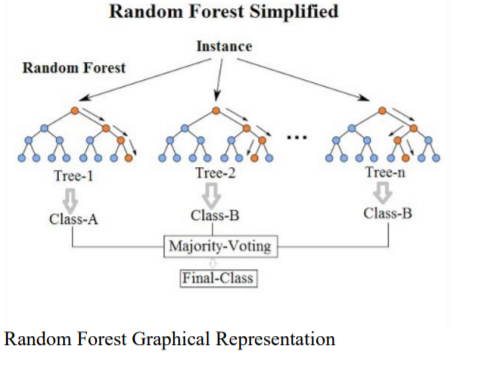 Random Forest Simplified
Instance
Random Forest
...
Tree-1 Tree-2 Tree-n
Class-A Class-B Class-B
Majority-Voting
Final-Class
Random Forest Graphical Representation